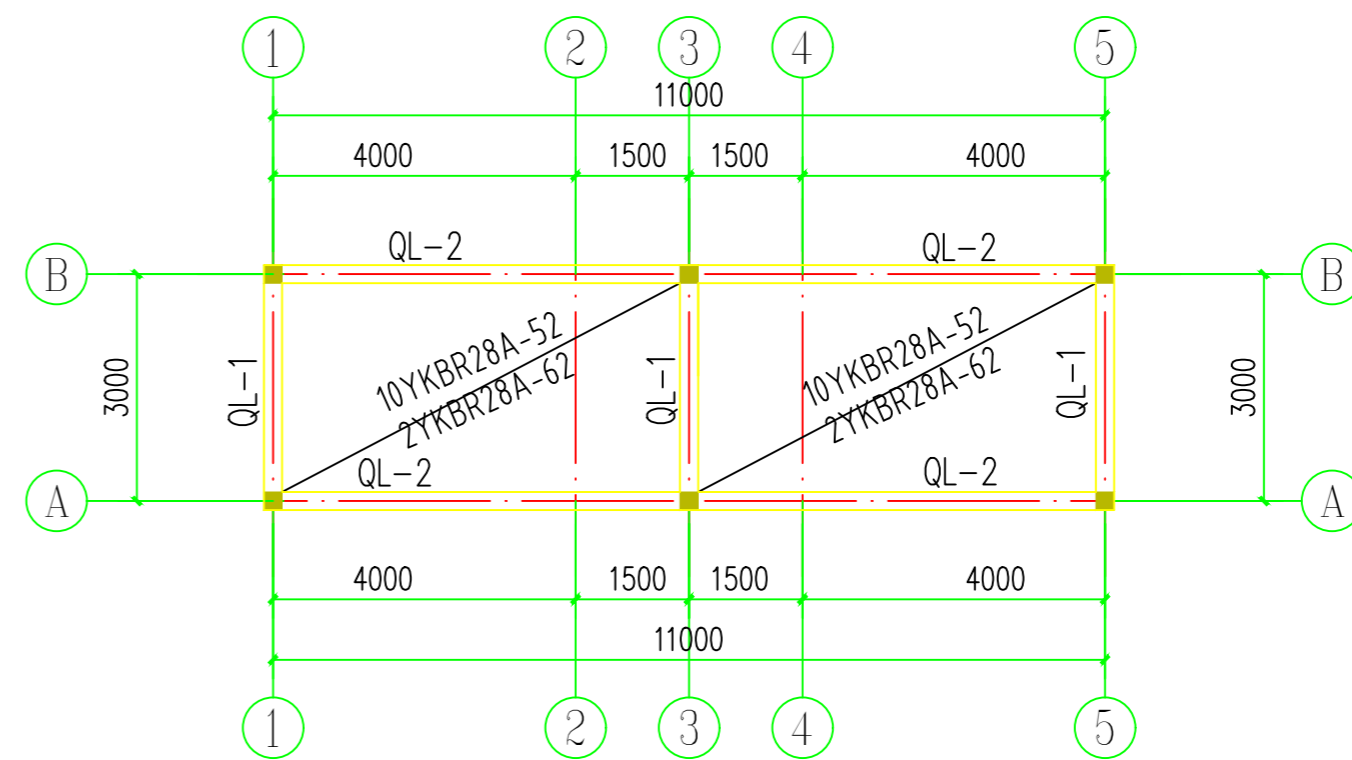 1 2 3 4 5
11000
4000 1500 1500 4000
QL-2 QL-2
B B
10YKBR28A-52 10YKBR28A-52
2YKBR28A-62 2YKBR28A-62
3000 QL-1 QL-1 QL-1 3000
QL-2 QL-2
A A
4000 1500 1500 4000
11000
1 2 3 4 5